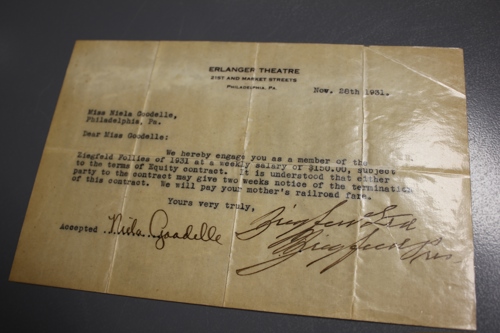 ERLANGER THEATRE
21ST AND MARKET STREETS
PHILADELPHIA, PA.
Nov. 28th 1931.
Miss Niela Goodelle,
Philadelphia, Pa.
Dear Miss Goodelle:
We hereby engage you as a member of the
Ziegfeld Follies of 1931 at a weekly salary of $150.00, subject
to the terms of Equity contract. It is understood that either
party to the contract may give two weeks notice of the termination
of this contract. We will pay your mother's railroad fare.
Yours very truly,
Accepted Niela Goodelle